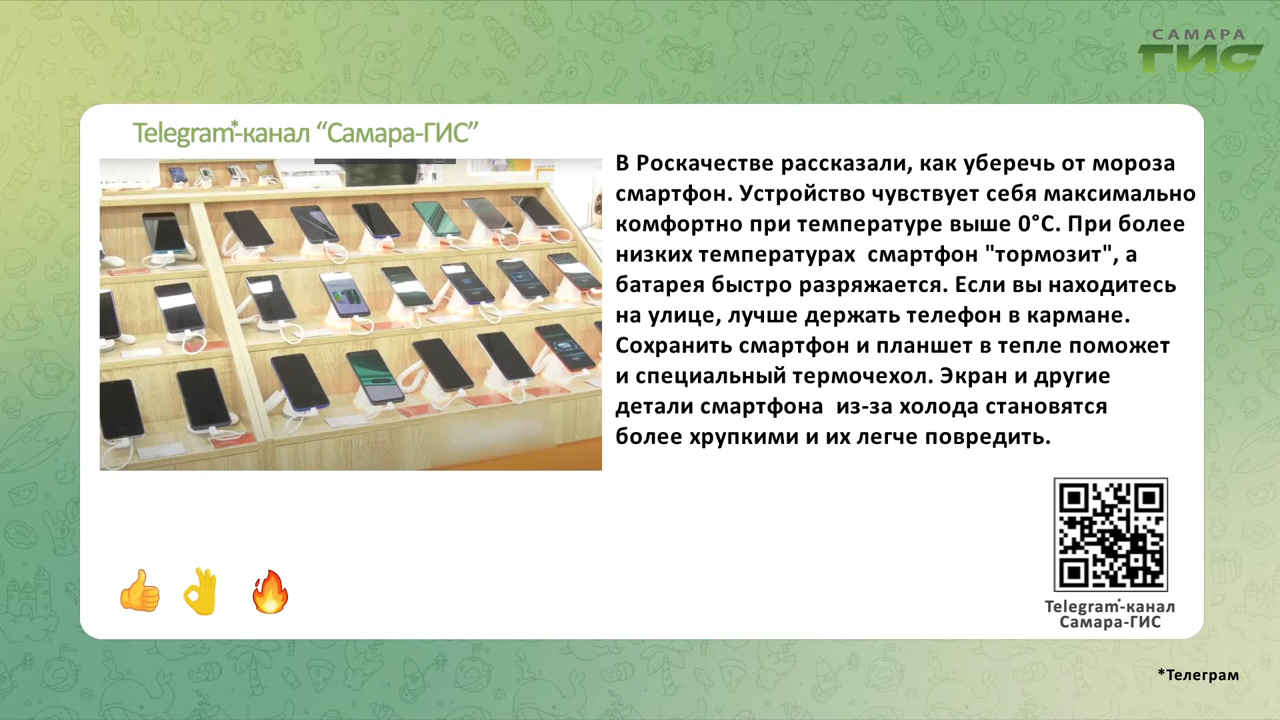 САМАРА
ГИС
Telegram*-канал “Самара-ГИС”
В Роскачестве рассказали, как уберечь от мороза
смартфон. Устройство чувствует себя максимально
комфортно при температуре выше 0°С. При более
низких температурах  смартфон "тормозит", а
батарея быстро разряжается. Если вы находитесь
на улице, лучше держать телефон в кармане.
Сохранить смартфон и планшет в тепле поможет
и специальный термочехол. Экран и другие
детали смартфона  из-за холода становятся
более хрупкими и их легче повредить.
Telegram*-канал
Самара-ГИС
*Телеграм